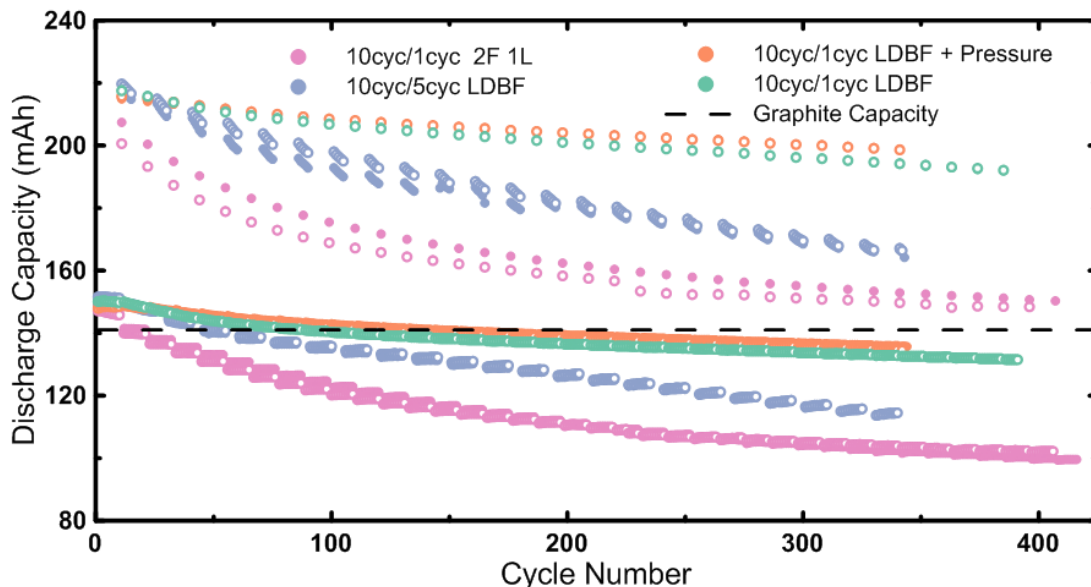 240
200
160
120
80
Discharge Capacity (mAh)
10cyc/1cyc 2F 1L
10cyc/5cyc LDBF
10cyc/1cyc LDBF + Pressure
10cyc/1cyc LDBF
Graphite Capacity
0 100 200 300 400
Cycle Number